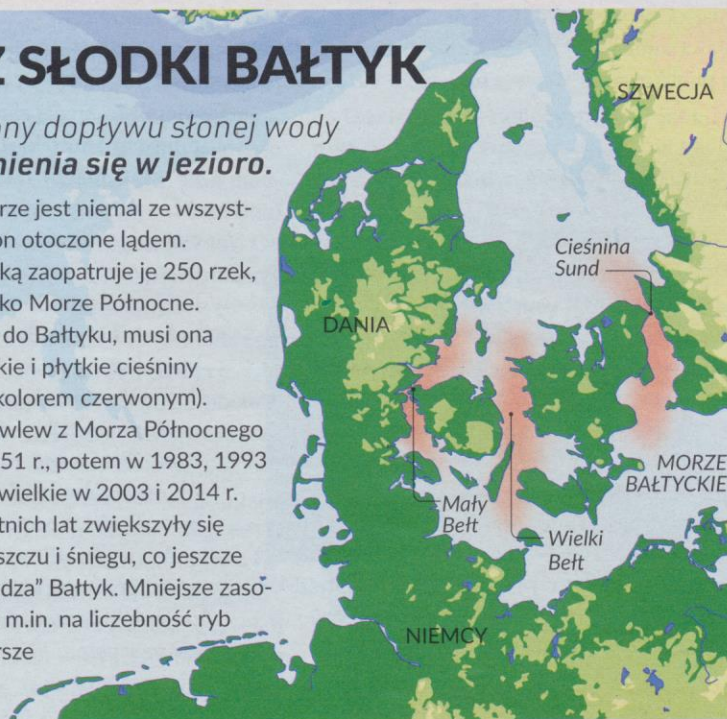 Z SŁODKI BAŁTYK
ny dopływu słonej wody
ienia się w jezioro.
rze jest niemal ze wszyst-
on otoczone lądem.
ką zaopatruje je 250 rzek,
ko Morze Północne.
do Bałtyku, musi ona
kie i płytkie cieśniny
kolorem czerwonym).
wlew z Morza Północnego
51 r., potem w 1983, 1993
wielkie w 2003 i 2014 r.
tnich lat zwiększyły się
szczu i śniegu, co jeszcze
dza” Bałtyk. Mniejsze zaso-
m.in. na liczebność ryb
rsze
SZWECJA
Cieśnina
Sund
DANIA
MORZE
BAŁTYCKIE
Mały
Bełt
Wielki
Bełt
NIEMCY